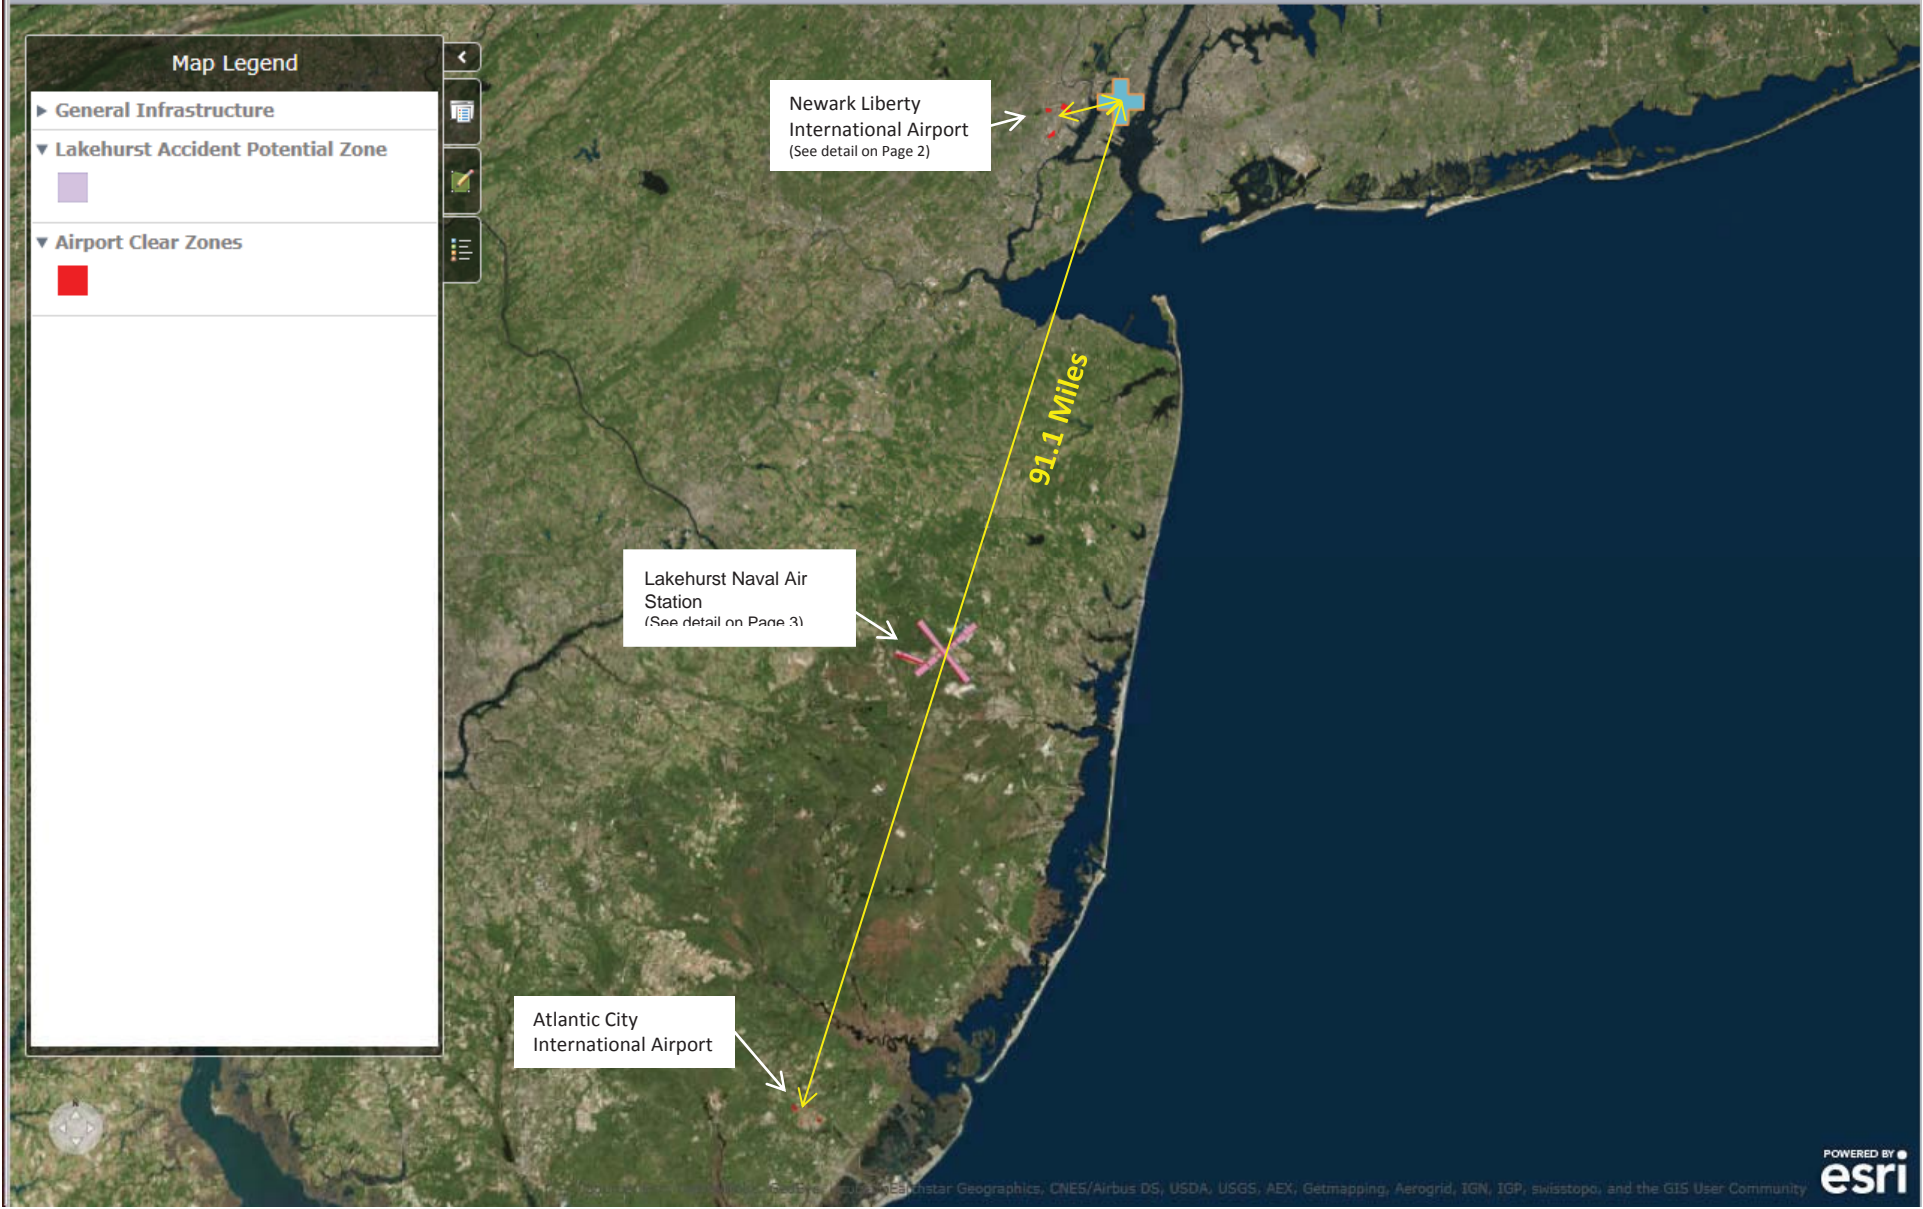 Map Legend
General Infrastructure
Lakehurst Accident Potential Zone
Airport Clear Zones
Newark Liberty
International Airport
(See detail on Page 2)
91.1 Miles
Lakehurst Naval Air
Station
(See detail on Page 3)
Atlantic City
International Airport
N
Earthstar Geographics, CNES/Airbus DS, USDA, USGS, AEX, Getmapping, Aerogrid, IGN, IGP, swisstopo, and the GIS User Community
POWERED BY
esri